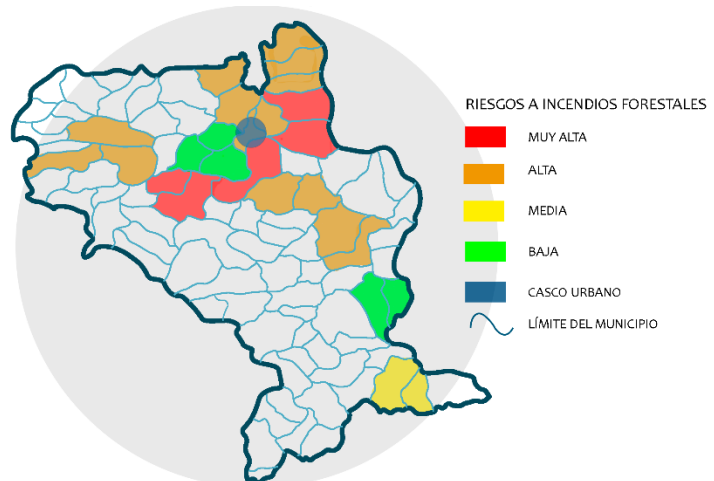 RIESGOS A INCENDIOS FORESTALES
MUY ALTA
ALTA
MEDIA
BAJA
CASCO URBANO
LÍMITE DEL MUNICIPIO